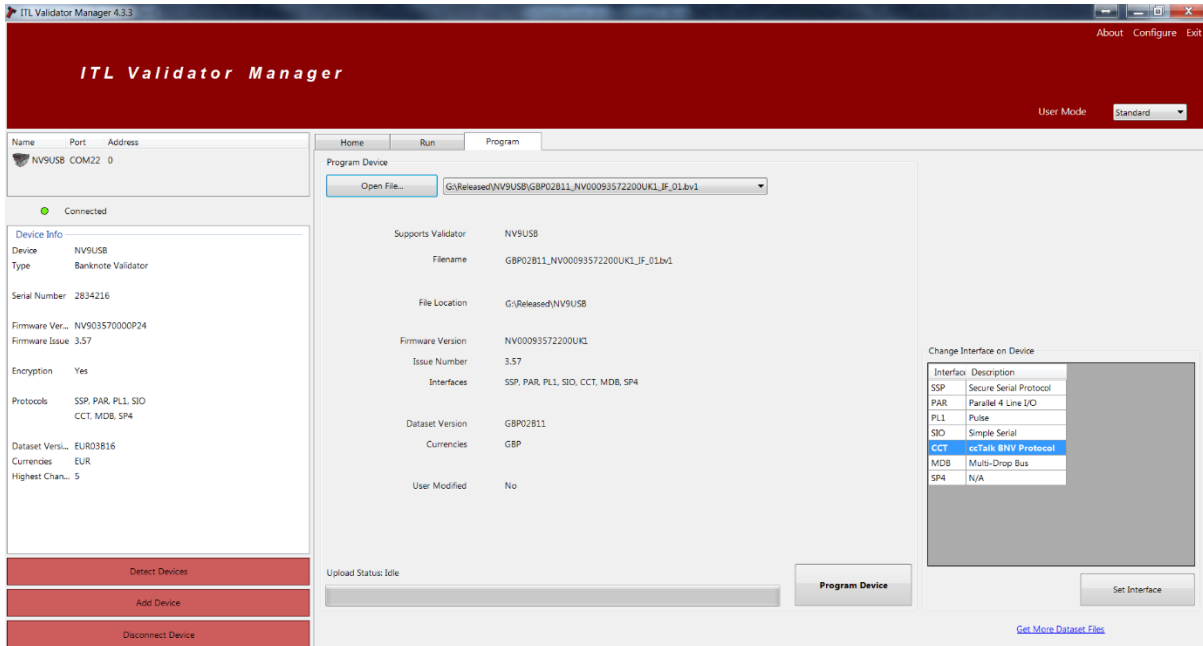 ITL Validator Manager 4.3.3
About Configure Exit
ITL Validator Manager
User Mode Standard
Name Port Address
NV9USB COM22 0
Connected
Device Info
Device NV9USB
Type Banknote Validator
Serial Number 2834216
Firmware Ver... NV903570000P24
Firmware Issue 3.57
Encryption Yes
Protocols SSP, PAR, PL1, SIO
CCT, MDB, SP4
Dataset Versi... EUR03B16
Currencies EUR
Highest Chan... 5
Detect Devices
Add Device
Disconnect Device
Home Run Program
Program Device
Open File... G:\Released\NV9USB\GBP02B11_NV00093572200UK1_IF_01.bv1
Supports Validator NV9USB
Filename GBP02B11_NV00093572200UK1_IF_01.bv1
File Location G:\Released\NV9USB
Firmware Version NV00093572200UK1
Issue Number 3.57
Interfaces SSP, PAR, PL1, SIO, CCT, MDB, SP4
Dataset Version GBP02B11
Currencies GBP
User Modified No
Upload Status: Idle
Program Device
Change Interface on Device
Interfac Description
SSP Secure Serial Protocol
PAR Parallel 4 Line I/O
PL1 Pulse
SIO Simple Serial
CCT ccTalk BNV Protocol
MDB Multi-Drop Bus
SP4 N/A
Set Interface
Get More Dataset Files